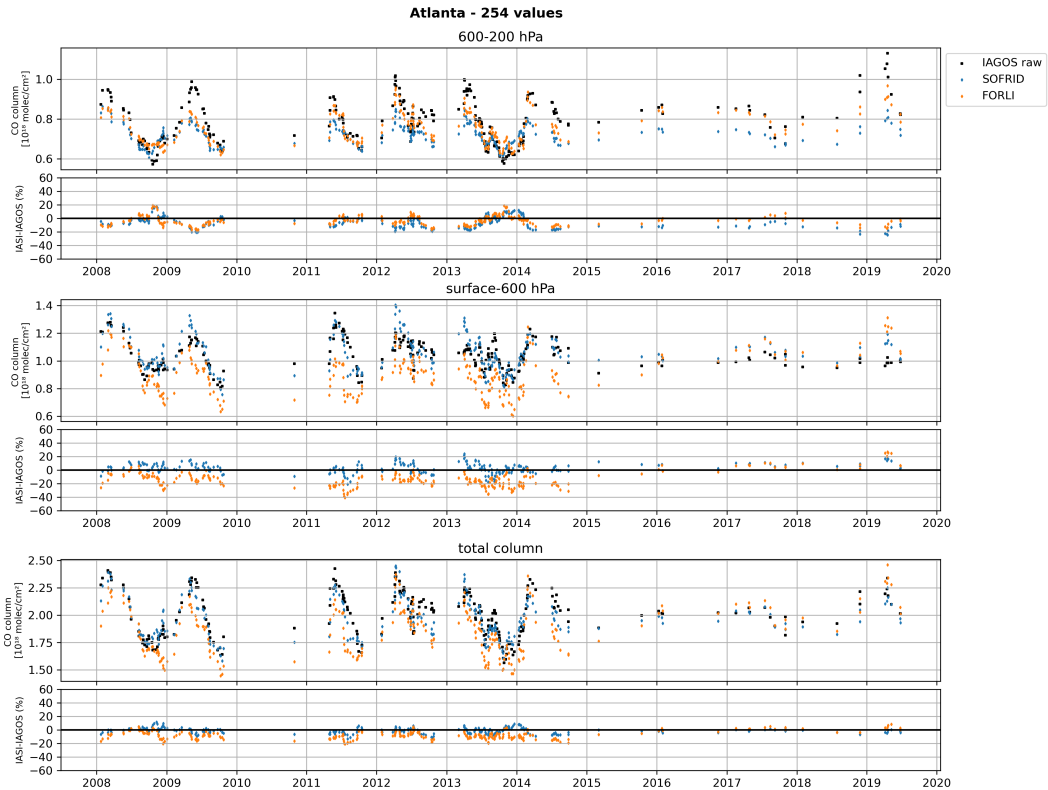 Atlanta - 254 values
600-200 hPa
CO column
[10¹⁸ molec/cm²]
1.0
0.8
0.6
IAGOS raw
SOFRID
FORLI
IASI-IAGOS (%)
60
40
20
0
−20
−40
−60
2008 2009 2010 2011 2012 2013 2014 2015 2016 2017 2018 2019 2020
surface-600 hPa
CO column
[10¹⁸ molec/cm²]
1.4
1.2
1.0
0.8
0.6
IASI-IAGOS (%)
60
40
20
0
−20
−40
−60
2008 2009 2010 2011 2012 2013 2014 2015 2016 2017 2018 2019 2020
total column
CO column
[10¹⁸ molec/cm²]
2.50
2.25
2.00
1.75
1.50
IASI-IAGOS (%)
60
40
20
0
−20
−40
−60
2008 2009 2010 2011 2012 2013 2014 2015 2016 2017 2018 2019 2020